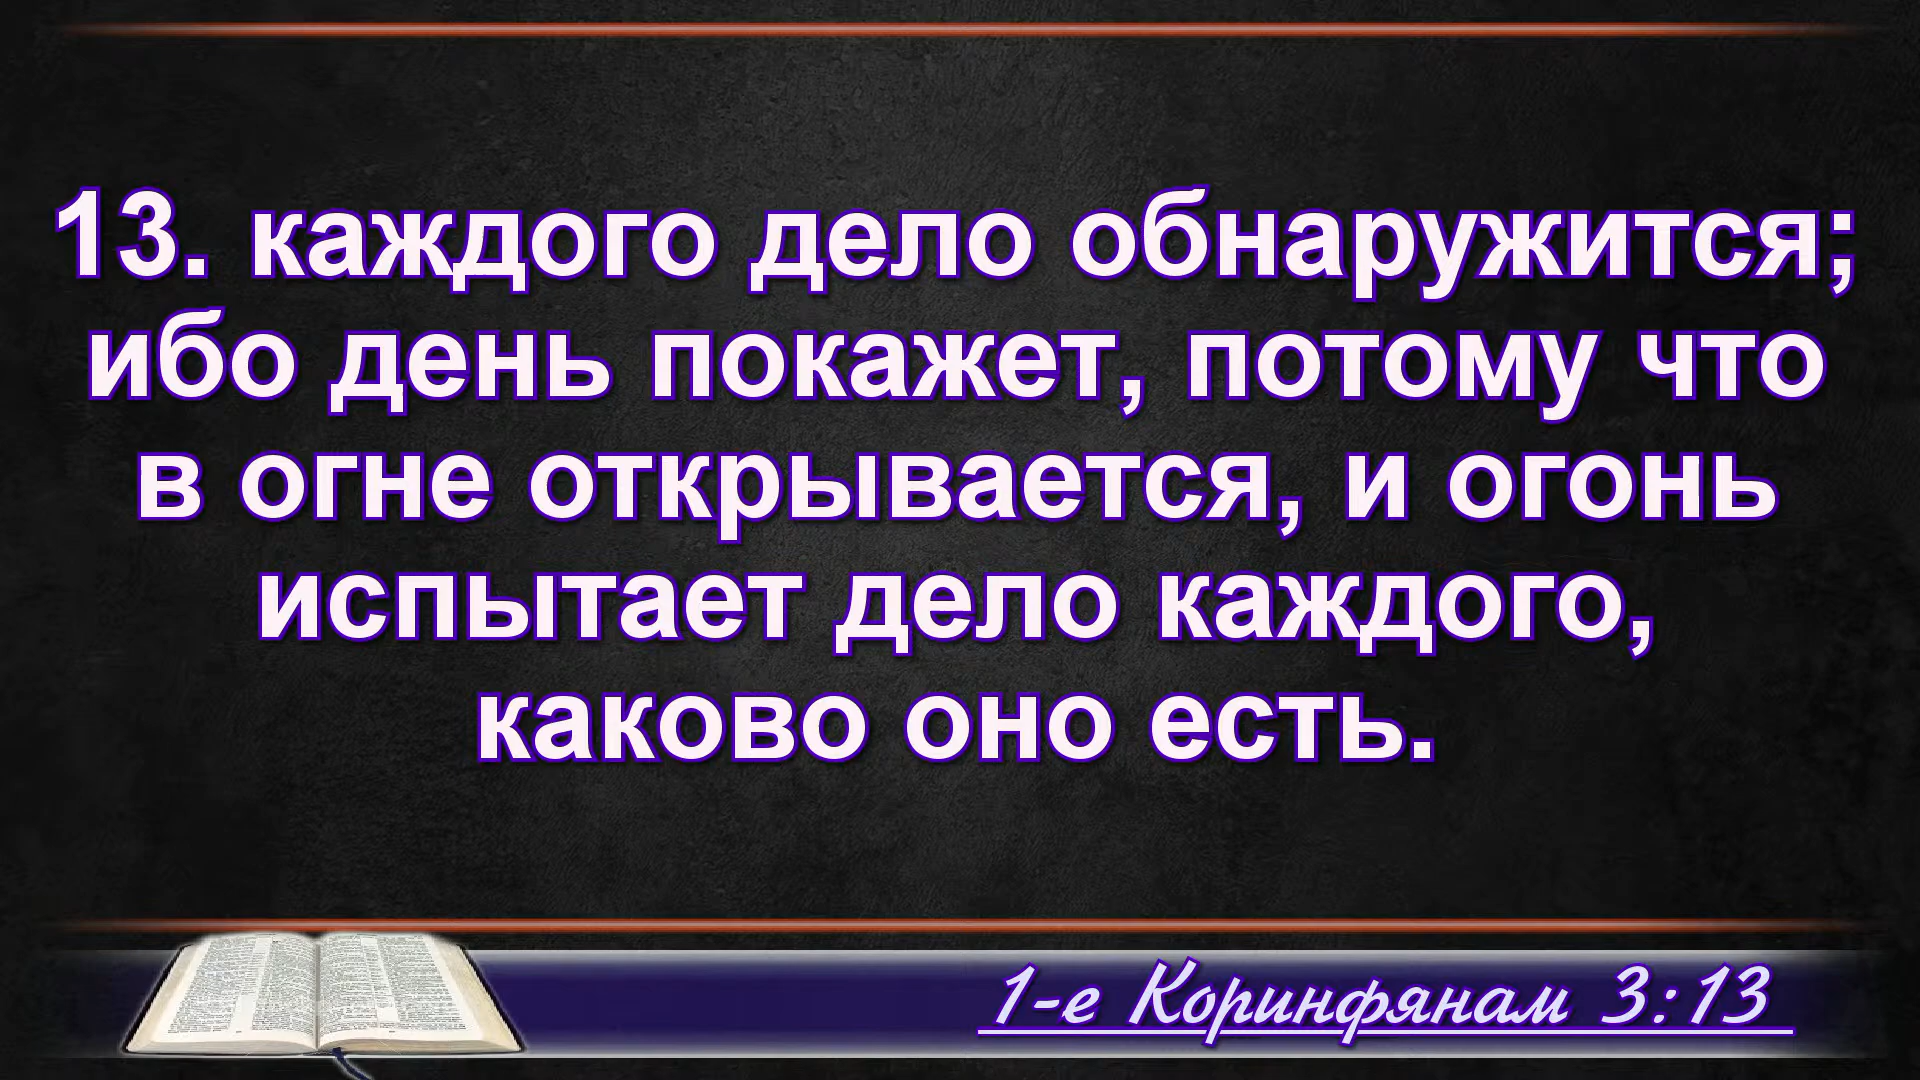 13. каждого дело обнаружится;
ибо день покажет, потому что
в огне открывается, и огонь
испытает дело каждого,
каково оно есть.
1-е Коринфянам 3:13